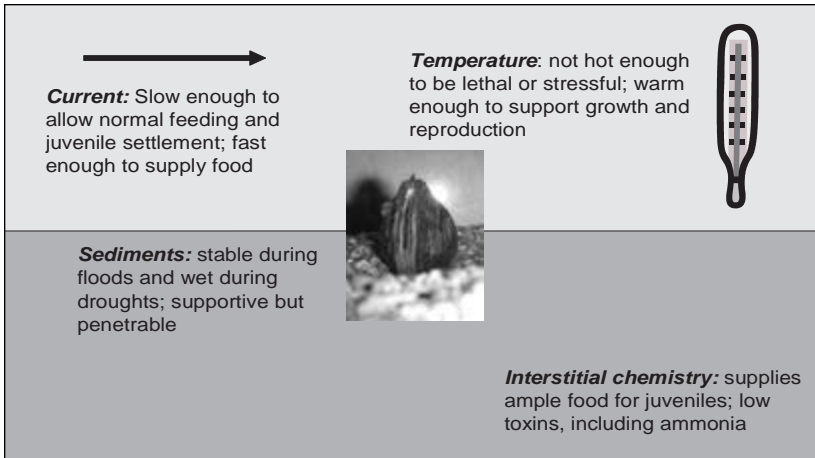 Current: Slow enough to
allow normal feeding and
juvenile settlement; fast
enough to supply food
Temperature: not hot enough
to be lethal or stressful; warm
enough to support growth and
reproduction
Sediments: stable during
floods and wet during
droughts; supportive but
penetrable
Interstitial chemistry: supplies
ample food for juveniles; low
toxins, including ammonia